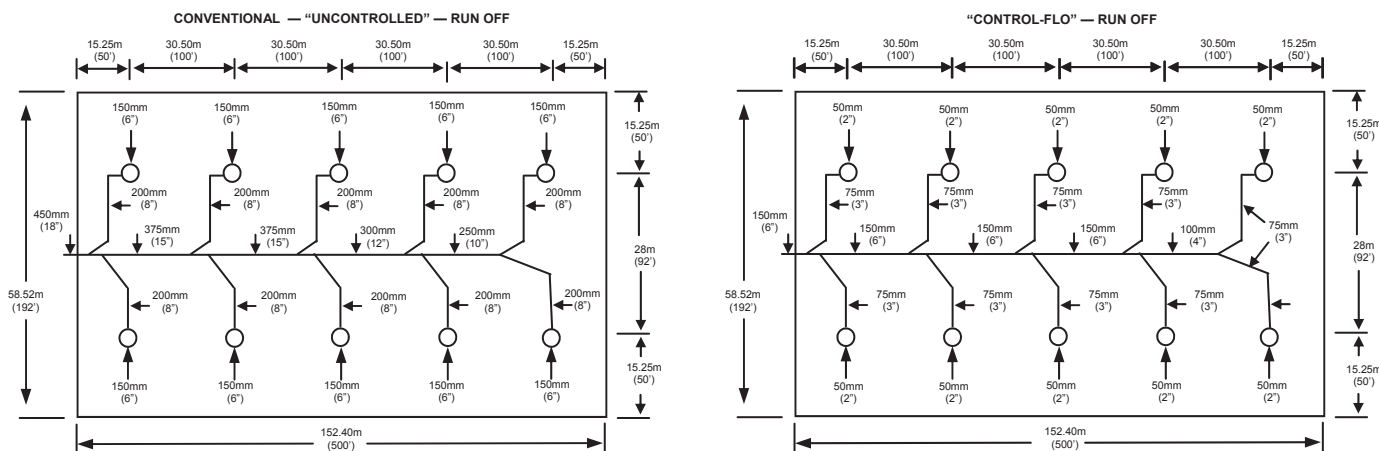 CONVENTIONAL — “UNCONTROLLED” — RUN OFF
15.25m
(50’)
30.50m
(100’)
30.50m
(100’)
30.50m
(100’)
30.50m
(100’)
15.25m
(50’)
150mm
(6”)
150mm
(6”)
150mm
(6”)
150mm
(6”)
150mm
(6”)
15.25m
(50’)
200mm
(8”)
200mm
(8”)
200mm
(8”)
200mm
(8”)
200mm
(8”)
450mm
(18”)
375mm
(15”)
375mm
(15”)
300mm
(12”)
250mm
(10”)
28m
(92’)
58.52m
(192’)
200mm
(8”)
200mm
(8”)
200mm
(8”)
200mm
(8”)
200mm
(8”)
150mm
(6”)
150mm
(6”)
150mm
(6”)
150mm
(6”)
150mm
(6”)
15.25m
(50’)
152.40m
(500’)
“CONTROL-FLO” — RUN OFF
15.25m
(50’)
30.50m
(100’)
30.50m
(100’)
30.50m
(100’)
30.50m
(100’)
15.25m
(50’)
50mm
(2”)
50mm
(2”)
50mm
(2”)
50mm
(2”)
50mm
(2”)
15.25m
(50’)
75mm
(3”)
75mm
(3”)
75mm
(3”)
75mm
(3”)
75mm
(3”)
150mm
(6”)
150mm
(6”)
150mm
(6”)
150mm
(6”)
100mm
(4”)
28m
(92’)
58.52m
(192’)
75mm
(3”)
75mm
(3”)
75mm
(3”)
75mm
(3”)
50mm
(2”)
50mm
(2”)
50mm
(2”)
50mm
(2”)
50mm
(2”)
15.25m
(50’)
152.40m
(500’)